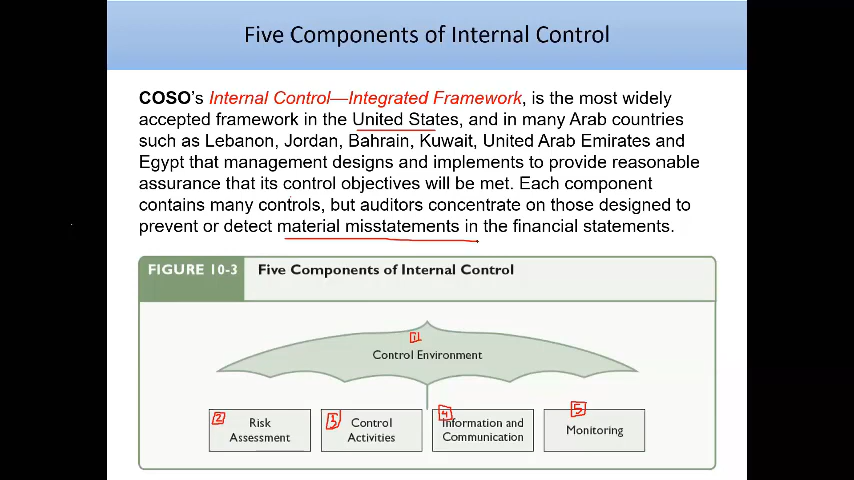 Five Components of Internal Control
COSO's Internal Control—Integrated Framework, is the most widely
accepted framework in the United States, and in many Arab countries
such as Lebanon, Jordan, Bahrain, Kuwait, United Arab Emirates and
Egypt that management designs and implements to provide reasonable
assurance that its control objectives will be met. Each component
contains many controls, but auditors concentrate on those designed to
prevent or detect material misstatements in the financial statements.
FIGURE 10-3 Five Components of Internal Control
1
Control Environment
2 Risk
Assessment
3 Control
Activities
4 Information and
Communication
5
Monitoring